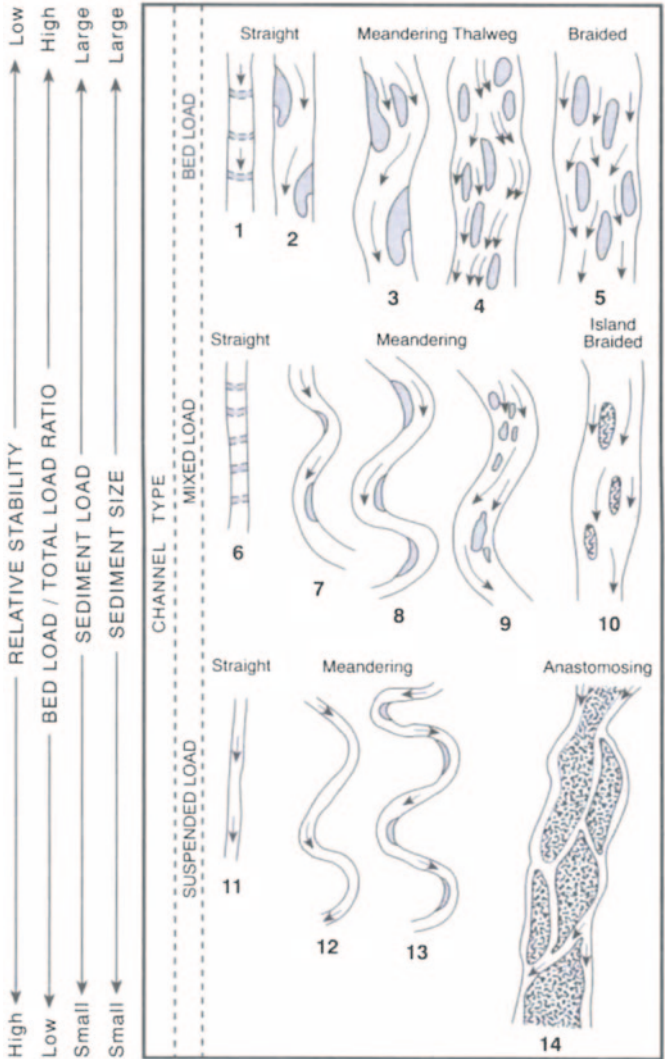 Low
High
Large
Large
RELATIVE STABILITY
BED LOAD / TOTAL LOAD RATIO
SEDIMENT LOAD
SEDIMENT SIZE
High
Low
Small
Small
CHANNEL TYPE
BED LOAD
Straight
Meandering Thalweg
Braided
1
2
3
4
5
MIXED LOAD
Straight
Meandering
Island
Braided
6
7
8
9
10
SUSPENDED LOAD
Straight
Meandering
Anastomosing
11
12
13
14